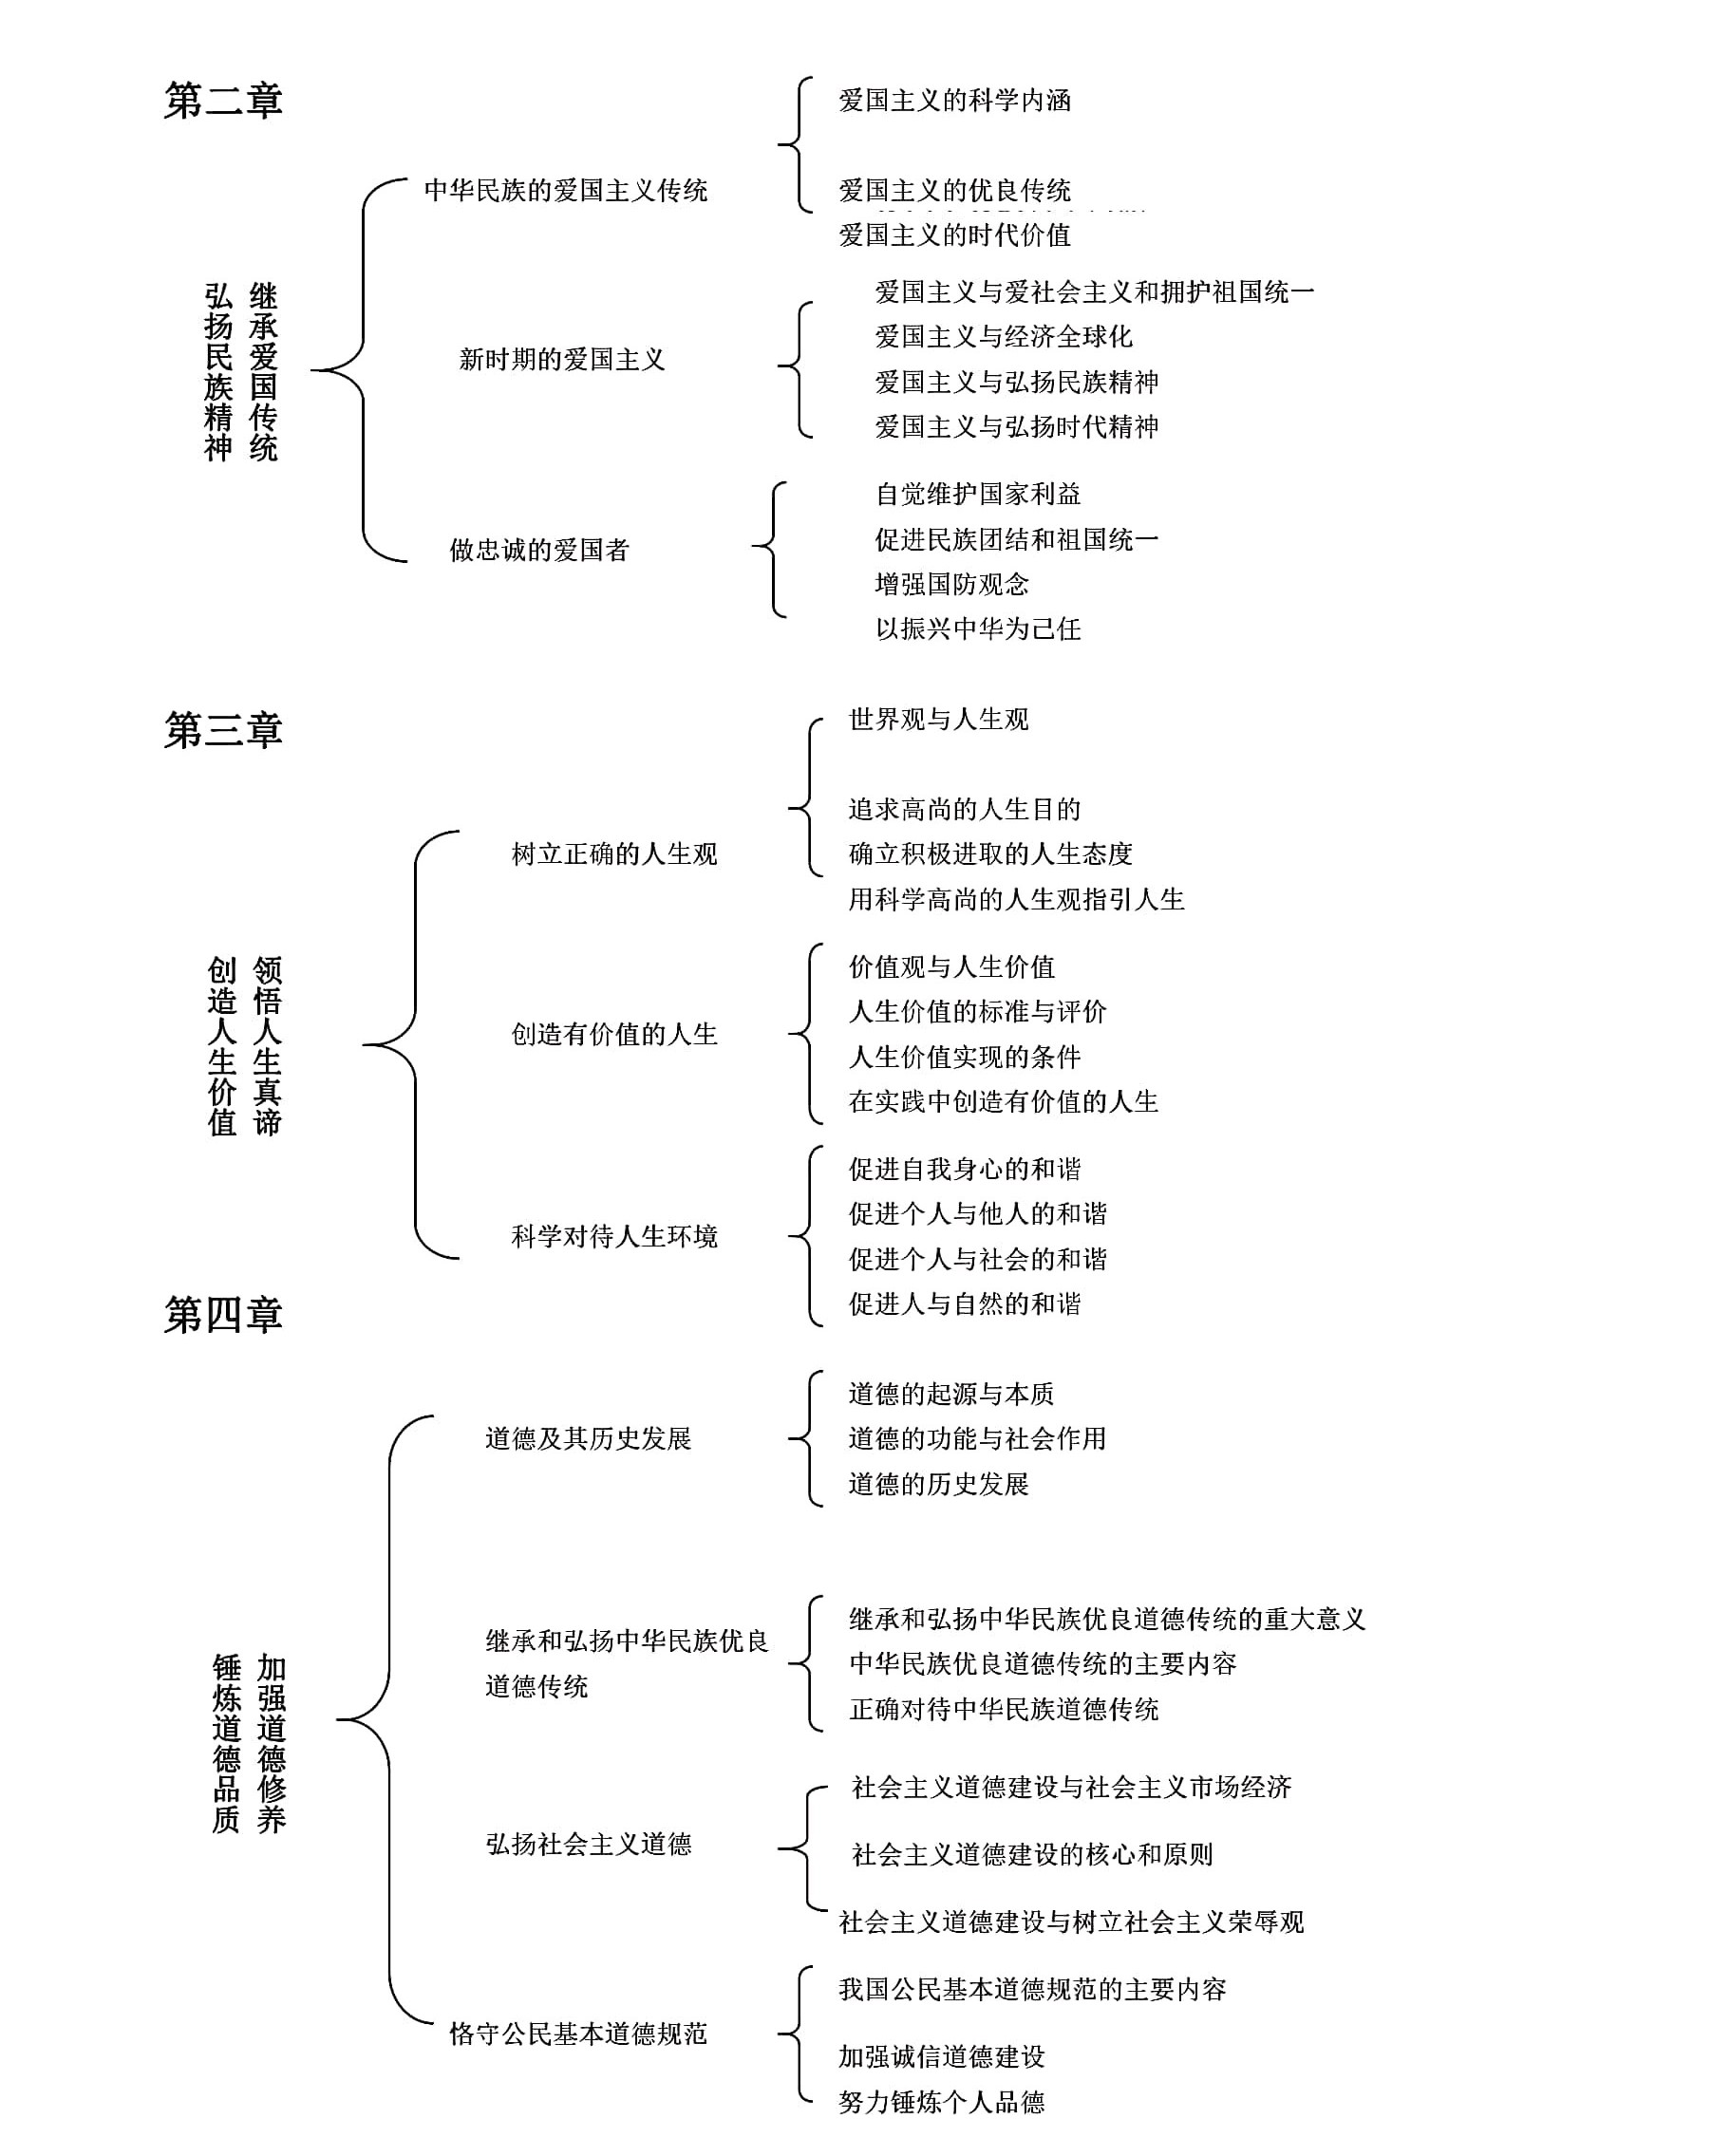 第二章
继承爱国传统
弘扬民族精神
中华民族的爱国主义传统
爱国主义的科学内涵
爱国主义的优良传统
爱国主义的时代价值
新时期的爱国主义
爱国主义与爱社会主义和拥护祖国统一
爱国主义与经济全球化
爱国主义与弘扬民族精神
爱国主义与弘扬时代精神
做忠诚的爱国者
自觉维护国家利益
促进民族团结和祖国统一
增强国防观念
以振兴中华为己任
第三章
领悟人生真谛
创造人生价值
树立正确的人生观
世界观与人生观
追求高尚的人生目的
确立积极进取的人生态度
用科学高尚的人生观指引人生
创造有价值的人生
价值观与人生价值
人生价值的标准与评价
人生价值实现的条件
在实践中创造有价值的人生
科学对待人生环境
促进自我身心的和谐
促进个人与他人的和谐
促进个人与社会的和谐
促进人与自然的和谐
第四章
加强道德修养
锤炼道德品质
道德及其历史发展
道德的起源与本质
道德的功能与社会作用
道德的历史发展
继承和弘扬中华民族优良
道德传统
继承和弘扬中华民族优良道德传统的重大意义
中华民族优良道德传统的主要内容
正确对待中华民族道德传统
弘扬社会主义道德
社会主义道德建设与社会主义市场经济
社会主义道德建设的核心和原则
社会主义道德建设与树立社会主义荣辱观
恪守公民基本道德规范
我国公民基本道德规范的主要内容
加强诚信道德建设
努力锤炼个人品德